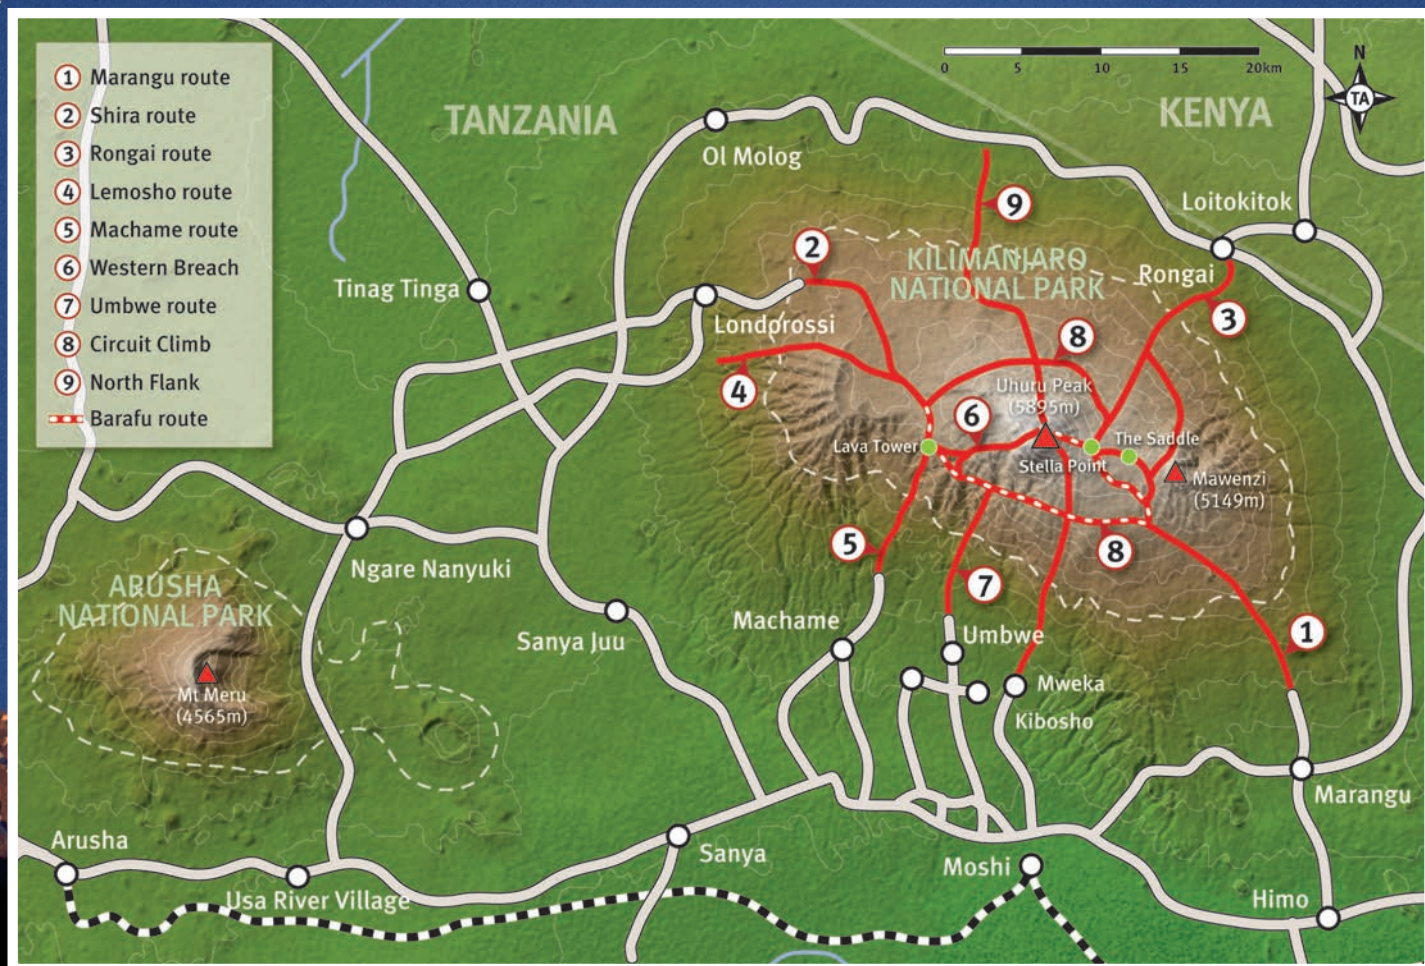 1 Marangu route
2 Shira route
3 Rongai route
4 Lemosho route
5 Machame route
6 Western Breach
7 Umbwe route
8 Circuit Climb
9 North Flank
Barafu route
TANZANIA
KENYA
0 5 10 15 20km
N
TA
Ol Molog
Loitokitok
9
2
KILIMANJARO
NATIONAL PARK
Rongai
Tinag Tinga
Londorossi
3
8
4
Uhuru Peak
(5895m)
6
Lava Tower
The Saddle
Stella Point
Mawenzi
(5149m)
5
8
Ngare Nanyuki
7
ARUSHA
NATIONAL PARK
Machame
Umbwe
1
Sanya Juu
Mt Meru
(4565m)
Mweka
Kibosho
Marangu
Arusha
Sanya
Moshi
Usa River Village
Himo